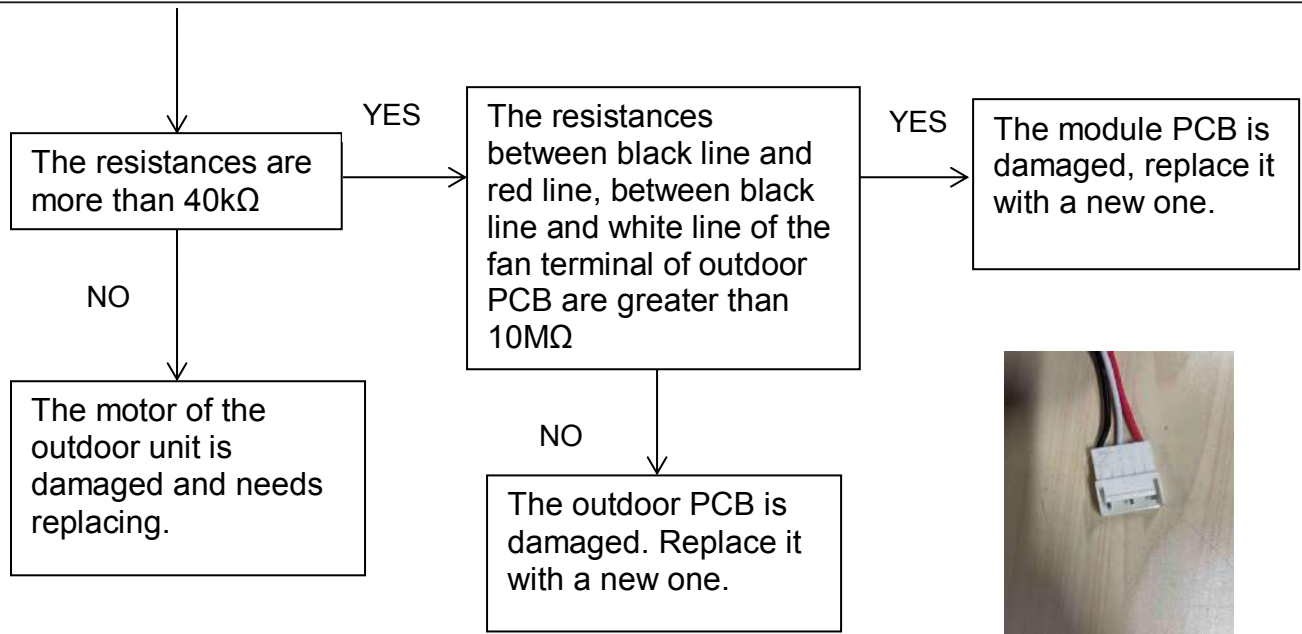 The resistances are
more than 40kΩ
YES
The resistances
between black line and
red line, between black
line and white line of the
fan terminal of outdoor
PCB are greater than
10MΩ
YES
The module PCB is
damaged, replace it
with a new one.
NO
The motor of the
outdoor unit is
damaged and needs
replacing.
NO
The outdoor PCB is
damaged. Replace it
with a new one.